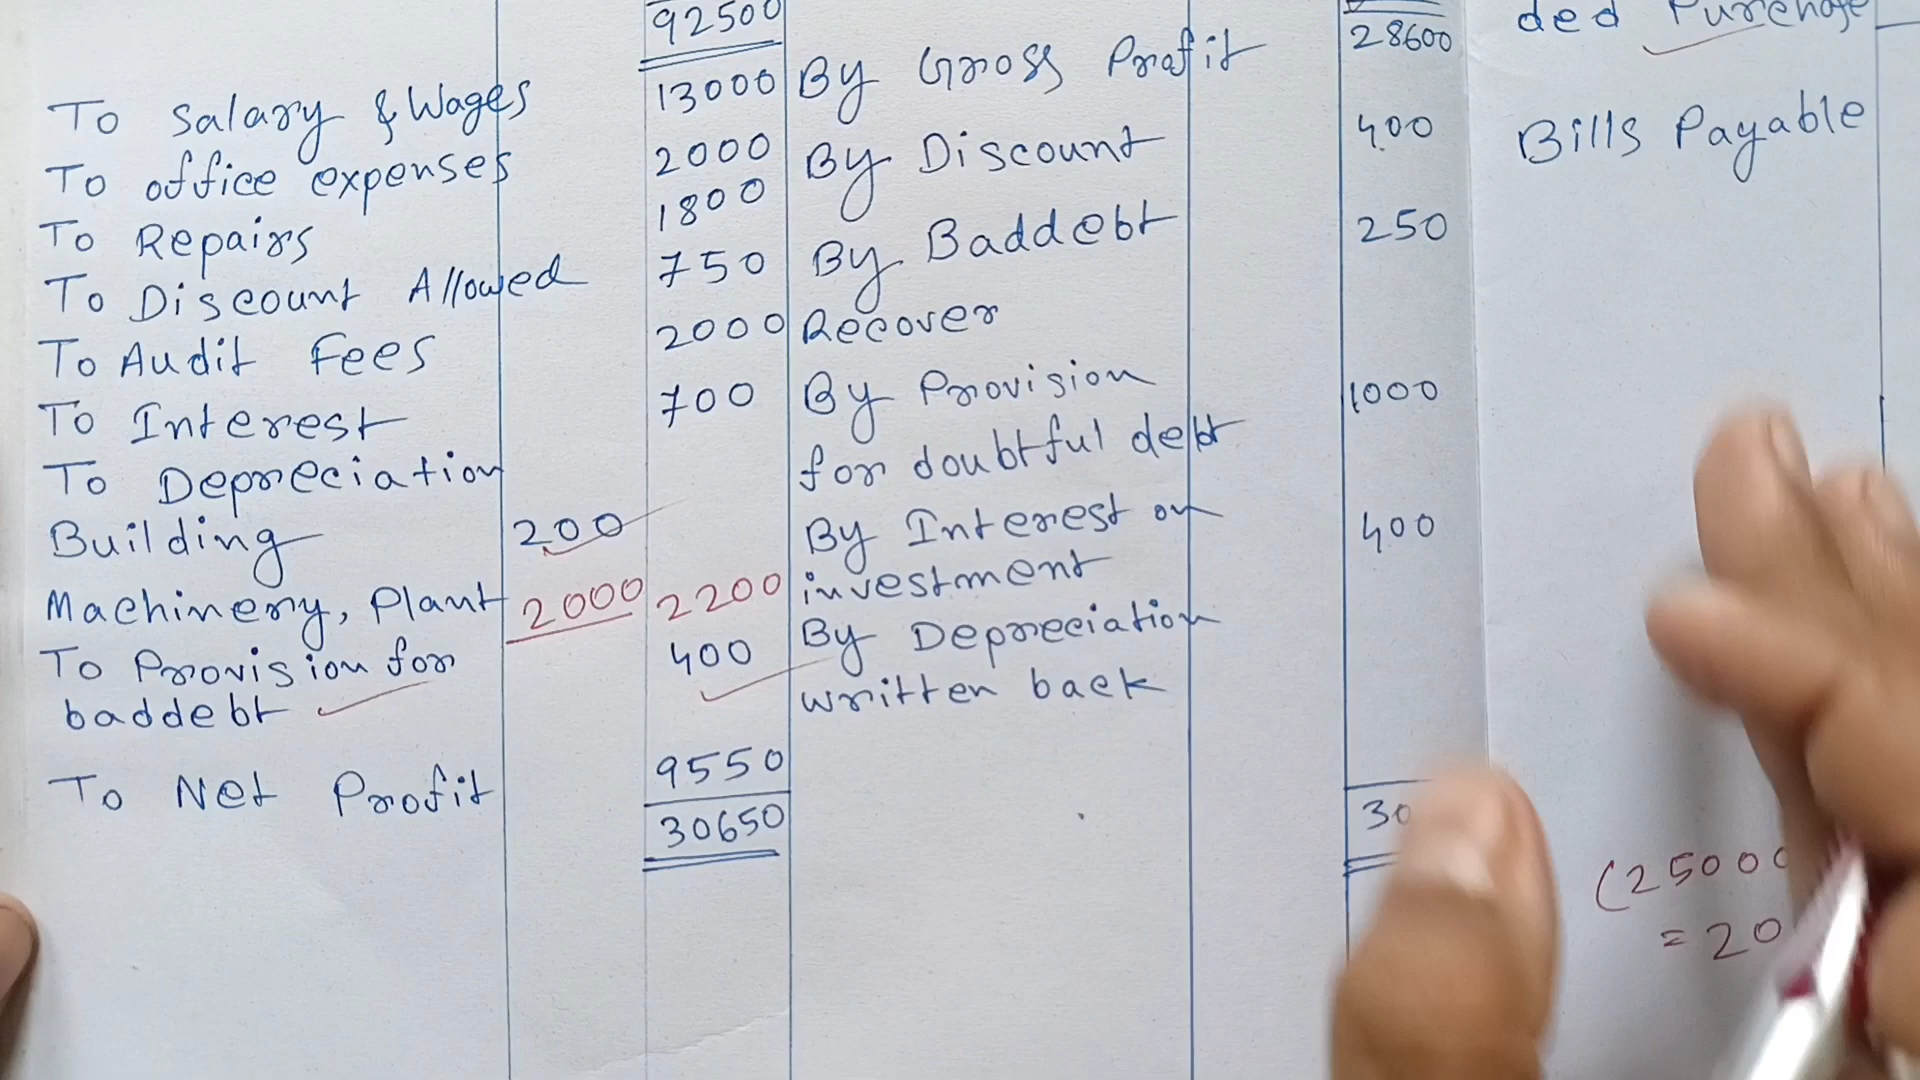 92500
To Salary & Wages 13000 By Gross Profit 28600
To office expenses 2000 By Discount 400
To Repairs 1800
To Discount Allowed 750 By Baddebt 250
To Audit Fees 2000 Recover
To Interest 700 By Provision 1000
To Depreciation for doubtful debt
Building 200 By Interest on 400
Machinery, Plant 2000 2200 investment
To Provision for 400 By Depreciation
baddebt written back
To Net Profit 9550
30650
ded Purchase
Bills Payable
(2500
= 20